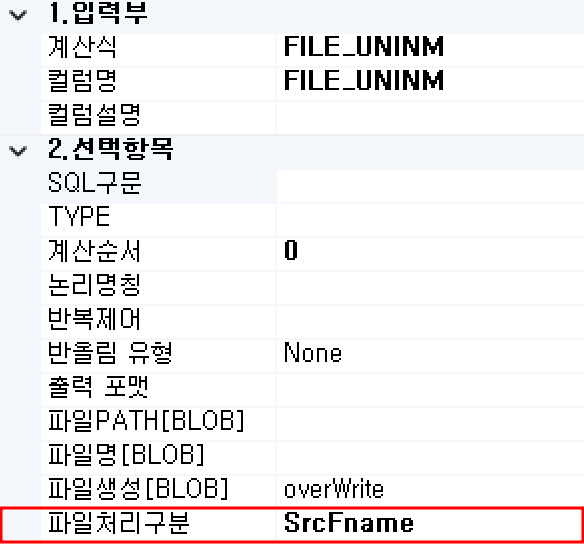 1.입력부
계산식 FILE_UNINM
컬럼명 FILE_UNINM
컬럼설명
2.선택항목
SQL구문
TYPE
계산순서 0
논리명칭
반복제어
반올림 유형 None
출력 포맷
파일PATH[BLOB]
파일명[BLOB]
파일생성[BLOB] overWrite
파일처리구분 SrcFname